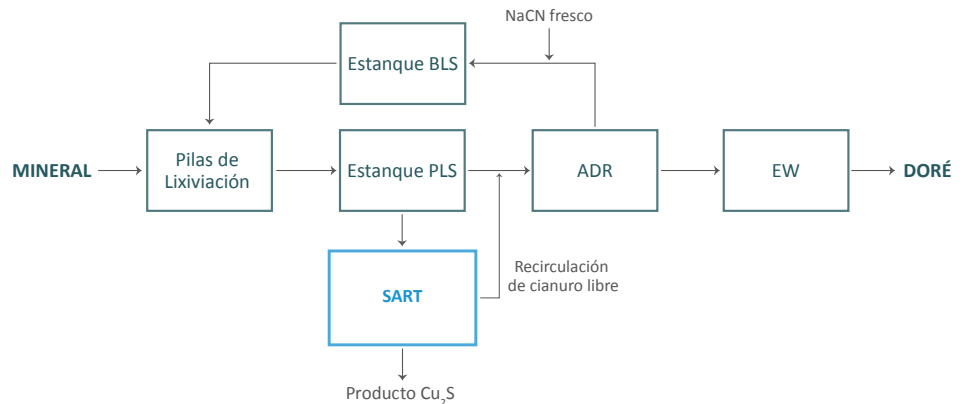 NaCN fresco
Estanque BLS
MINERAL
Pilas de
Lixiviación
Estanque PLS
ADR
EW
DORÉ
SART
Recirculación
de cianuro libre
Producto Cu₂S